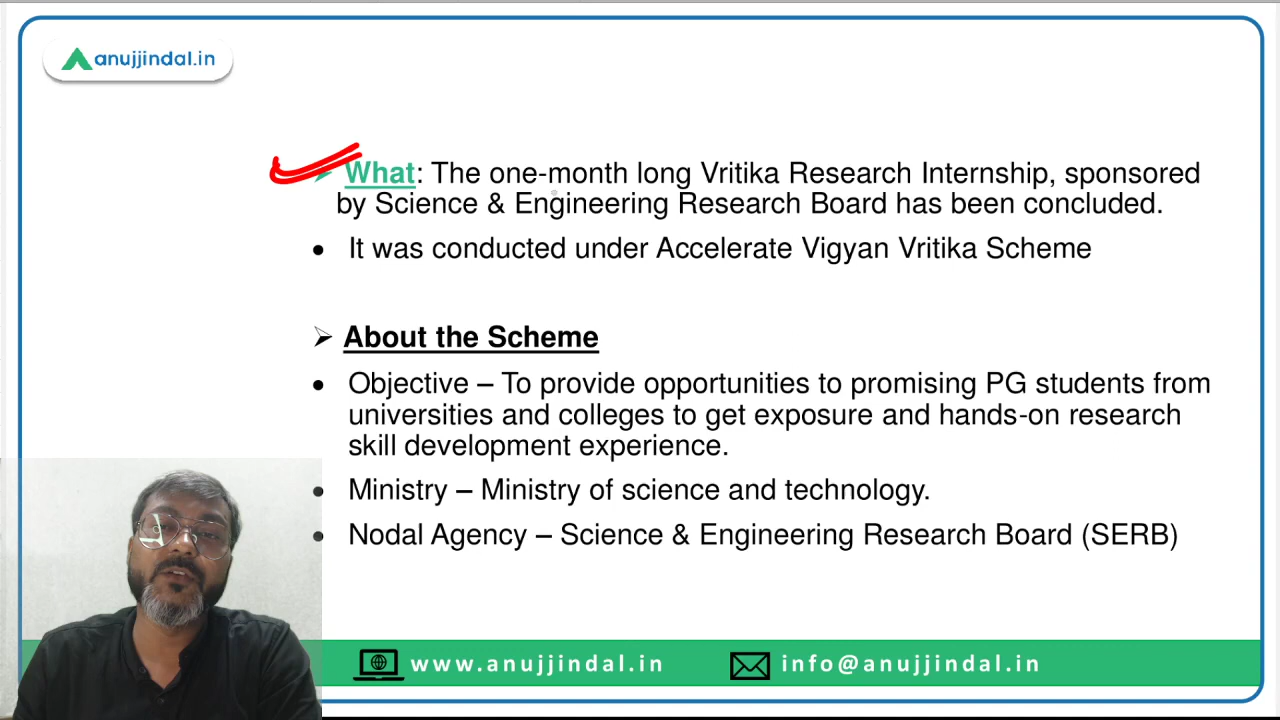 anujjindal.in
What: The one-month long Vritika Research Internship, sponsored
by Science & Engineering Research Board has been concluded.
• It was conducted under Accelerate Vigyan Vritika Scheme
➢ About the Scheme
• Objective – To provide opportunities to promising PG students from
universities and colleges to get exposure and hands-on research
skill development experience.
• Ministry – Ministry of science and technology.
• Nodal Agency – Science & Engineering Research Board (SERB)
www.anujjindal.in
info@anujjindal.in